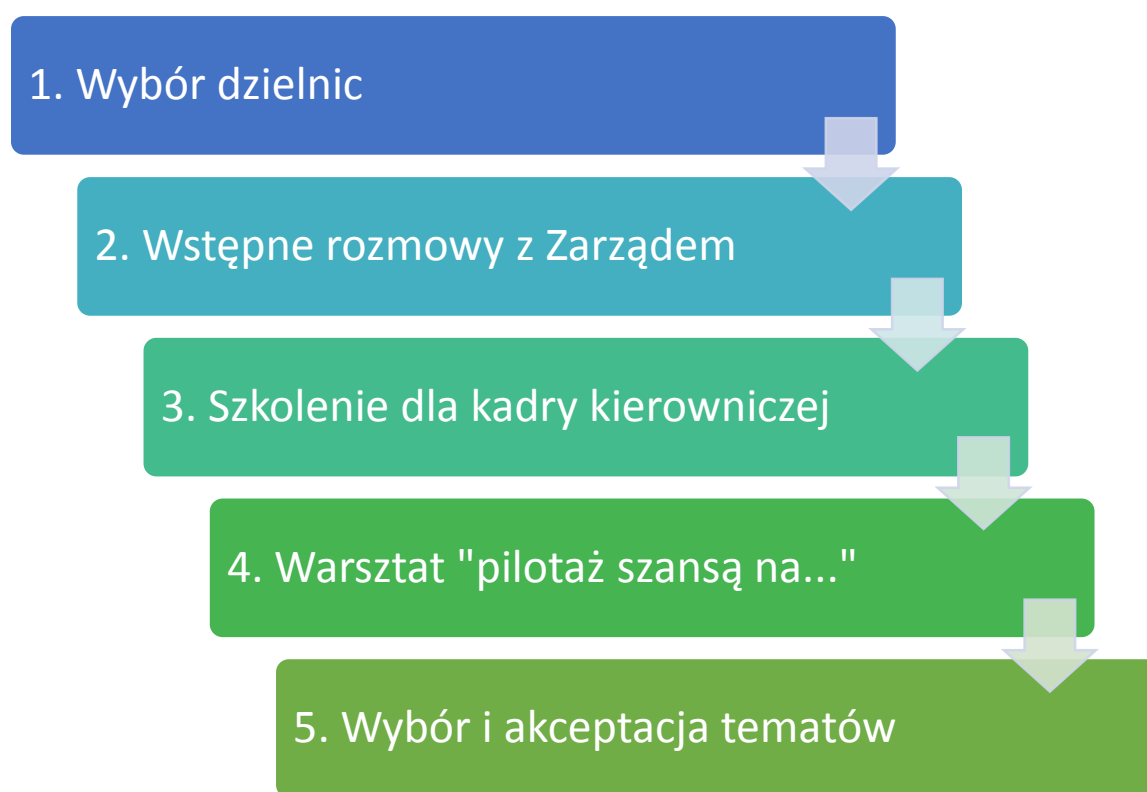 1. Wybór dzielnic
2. Wstępne rozmowy z Zarządem
3. Szkolenie dla kadry kierowniczej
4. Warsztat "pilotaż szansą na..."
5. Wybór i akceptacja tematów